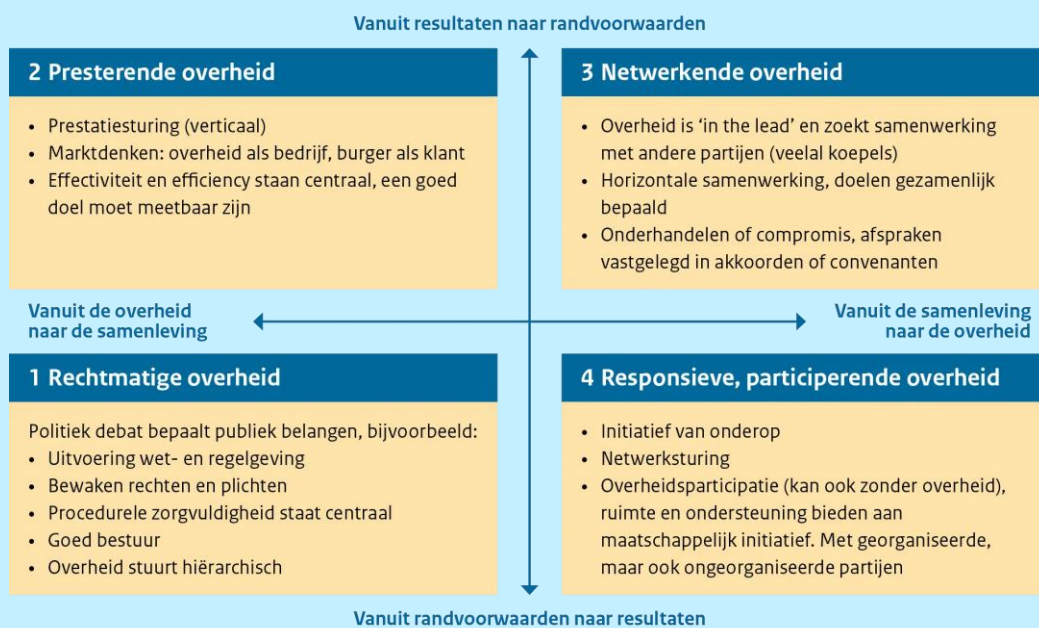 Vanuit resultaten naar randvoorwaarden
2 Presterende overheid
• Prestatiesturing (verticaal)
• Marktdenken: overheid als bedrijf, burger als klant
• Effectiviteit en efficiency staan centraal, een goed
doel moet meetbaar zijn
3 Netwerkende overheid
• Overheid is ‘in the lead’ en zoekt samenwerking
met andere partijen (veelal koepels)
• Horizontale samenwerking, doelen gezamenlijk
bepaald
• Onderhandelen of compromis, afspraken
vastgelegd in akkoorden of convenanten
Vanuit de overheid
naar de samenleving
Vanuit de samenleving
naar de overheid
1 Rechtmatige overheid
Politiek debat bepaalt publiek belangen, bijvoorbeeld:
• Uitvoering wet- en regelgeving
• Bewaken rechten en plichten
• Procedurele zorgvuldigheid staat centraal
• Goed bestuur
• Overheid stuurt hiërarchisch
4 Responsieve, participerende overheid
• Initiatief van onderop
• Netwerksturing
• Overheidsparticipatie (kan ook zonder overheid),
ruimte en ondersteuning bieden aan
maatschappelijk initiatief. Met georganiseerde,
maar ook ongeorganiseerde partijen
Vanuit randvoorwaarden naar resultaten